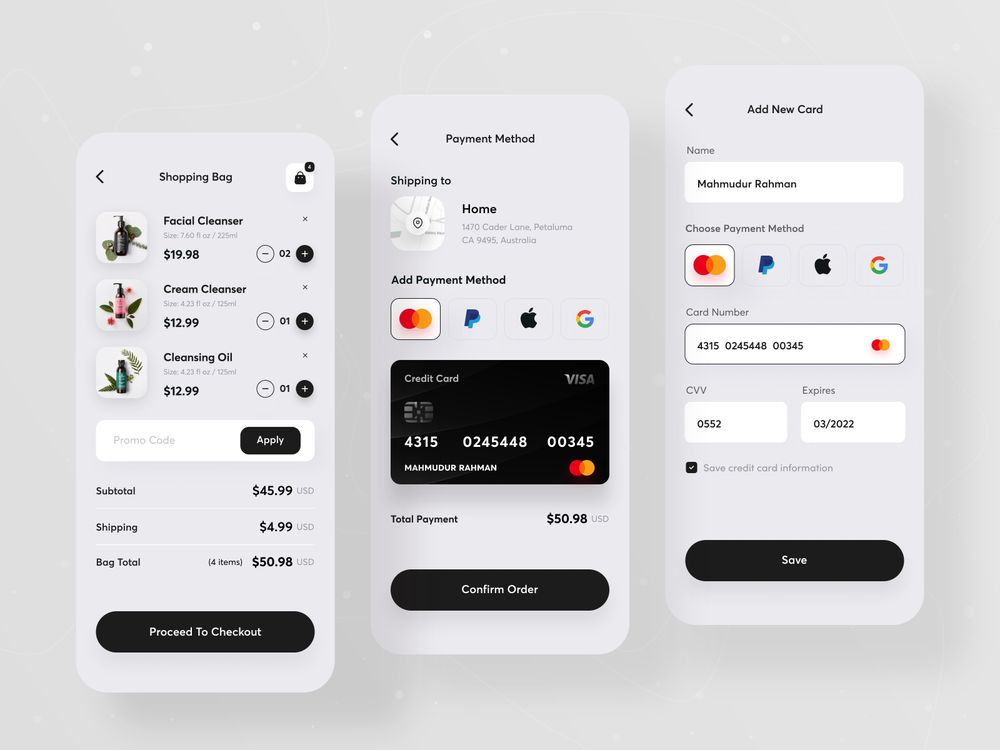 Shopping Bag
4
Facial Cleanser
Size: 7.60 fl oz / 225ml
$19.98
02
Cream Cleanser
Size: 4.23 fl oz / 125ml
$12.99
01
Cleansing Oil
Size: 4.23 fl oz / 125ml
$12.99
01
Promo Code
Apply
Subtotal
$45.99 USD
Shipping
$4.99 USD
Bag Total
(4 items) $50.98 USD
Proceed To Checkout
Payment Method
Shipping to
Home
1470 Cader Lane, Petaluma
CA 9495, Australia
Add Payment Method
Credit Card
VISA
4315 0245448 00345
MAHMUDUR RAHMAN
Total Payment
$50.98 USD
Confirm Order
Add New Card
Name
Mahmudur Rahman
Choose Payment Method
Card Number
4315 0245448 00345
CVV
Expires
0552
03/2022
Save credit card information
Save